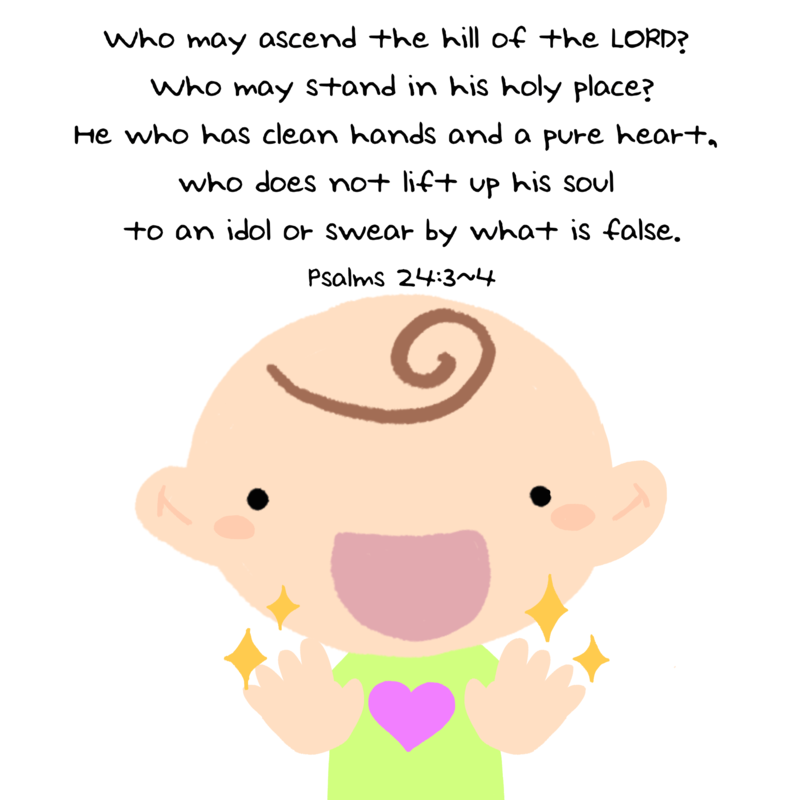 Who may ascend the hill of the LORD?
Who may stand in his holy place?
He who has clean hands and a pure heart,
who does not lift up his soul
to an idol or swear by what is false.
Psalms 24:3~4